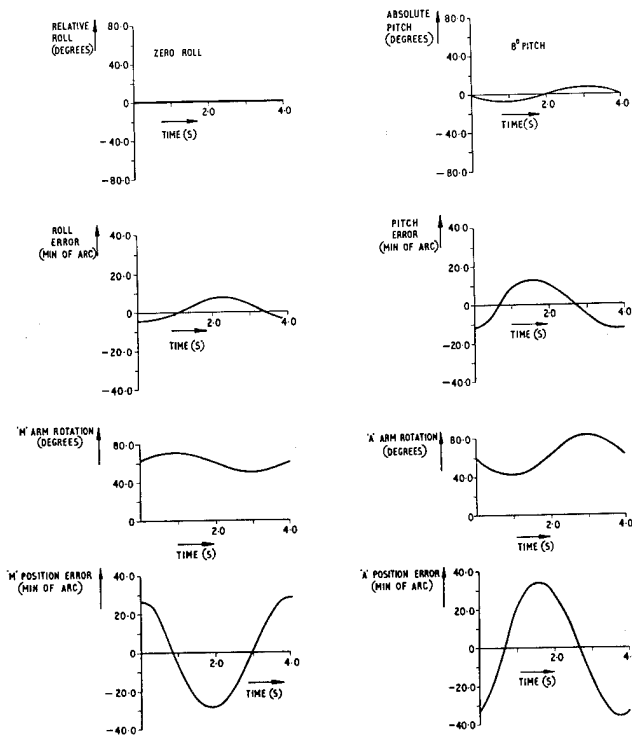 RELATIVE
ROLL
(DEGREES)
80·0
40·0
0
-40·0
-80·0
ZERO ROLL
2·0
4·0
TIME (S)
ABSOLUTE
PITCH
(DEGREES)
80·0
40·0
0
-40·0
-80·0
8° PITCH
2·0
4·0
TIME(S)
ROLL
ERROR
(MIN OF ARC)
40·0
20·0
0
-20·0
-40·0
2·0
4·0
TIME (S)
PITCH
ERROR
(MIN OF ARC)
40·0
20·0
0
-20·0
-40·0
2·0
4·0
TIME (S)
'M' ARM ROTATION
(DEGREES)
80·0
40·0
0
2·0
4·0
TIME (S)
'A' ARM ROTATION
(DEGREES)
80·0
40·0
0
2·0
4·0
TIME (S)
'M' POSITION ERROR
(MIN OF ARC)
40·0
20·0
0
-20·0
-40·0
2·0
4·0
TIME (S)
'A' POSITION ERROR
(MIN OF ARC)
40·0
20·0
0
-20·0
-40·0
2·0
4·0
TIME (S)